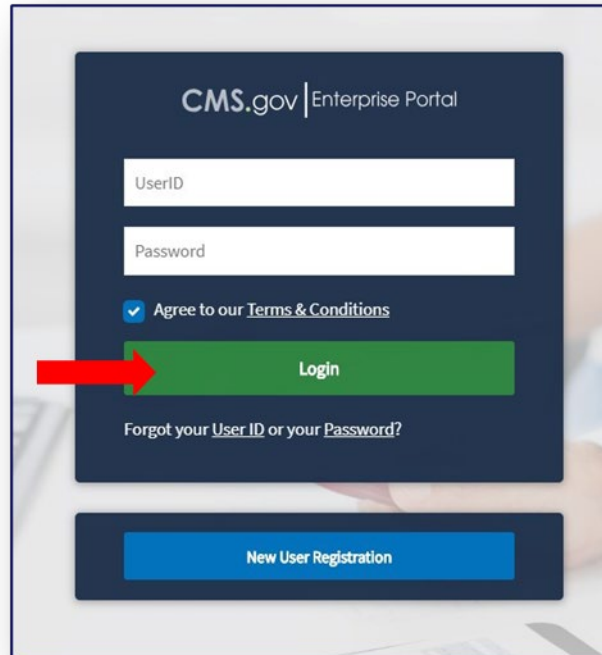 CMS.gov | Enterprise Portal
UserID
Password
Agree to our Terms & Conditions
Login
Forgot your User ID or your Password?
New User Registration